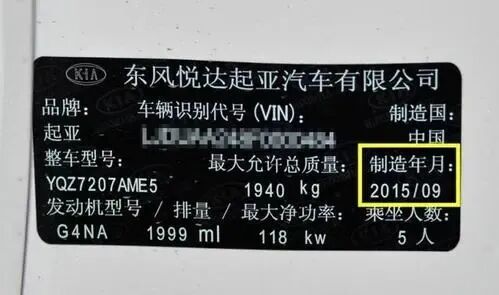 KIA 东风悦达起亚汽车有限公司
品牌: 车辆识别代号(VIN): 制造国:
起亚 中国
整车型号: 最大允许总质量: 制造年月:
YQZ7207AME5 1940 kg 2015/09
发动机型号 / 排量 / 最大净功率: 乘坐人数:
G4NA 1999 ml 118 kw 5 人